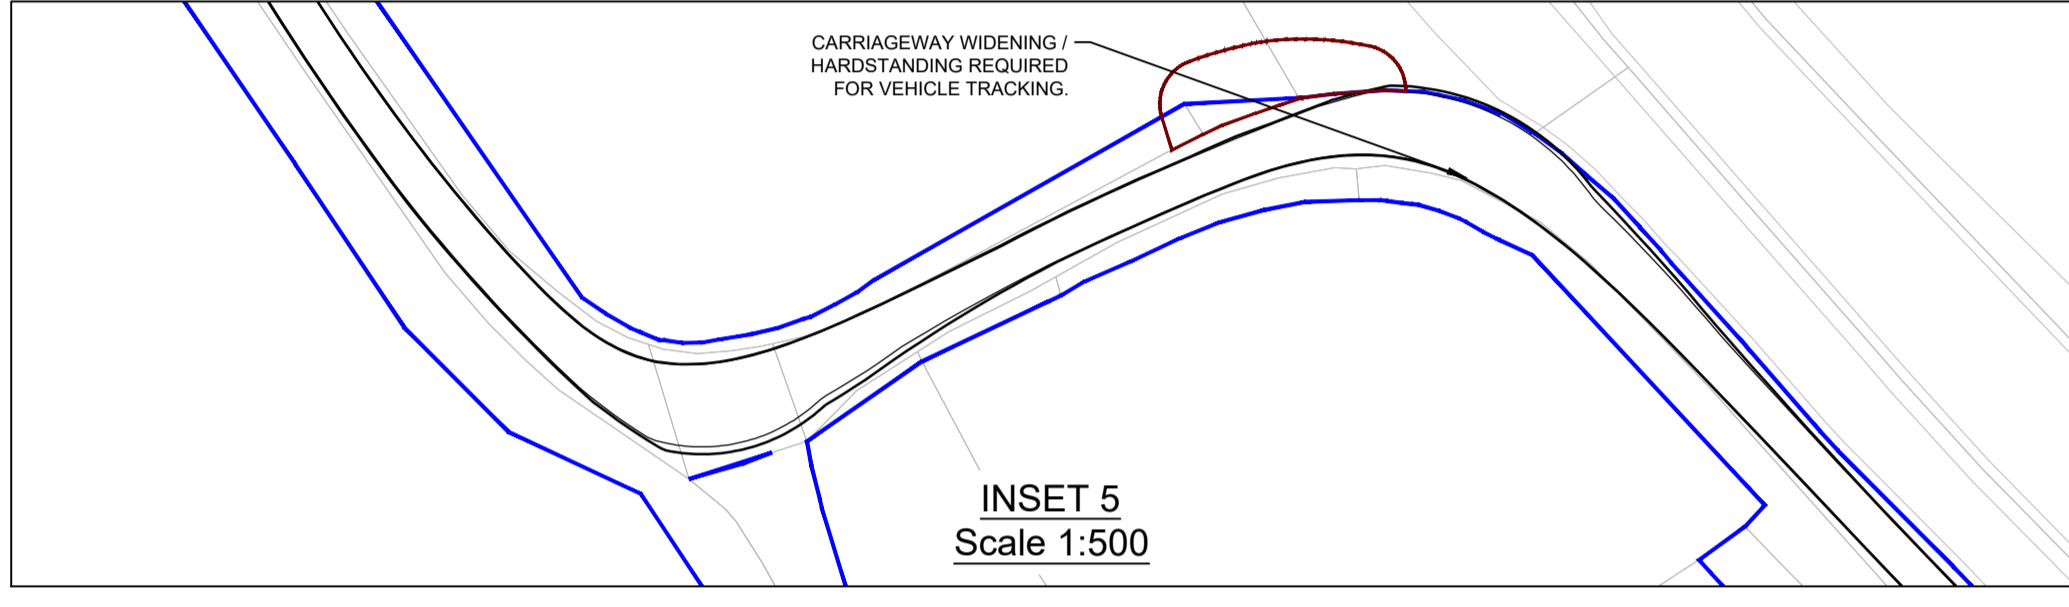 CARRIAGEWAY WIDENING /
HARDSTANDING REQUIRED
FOR VEHICLE TRACKING.
INSET 5
Scale 1:500